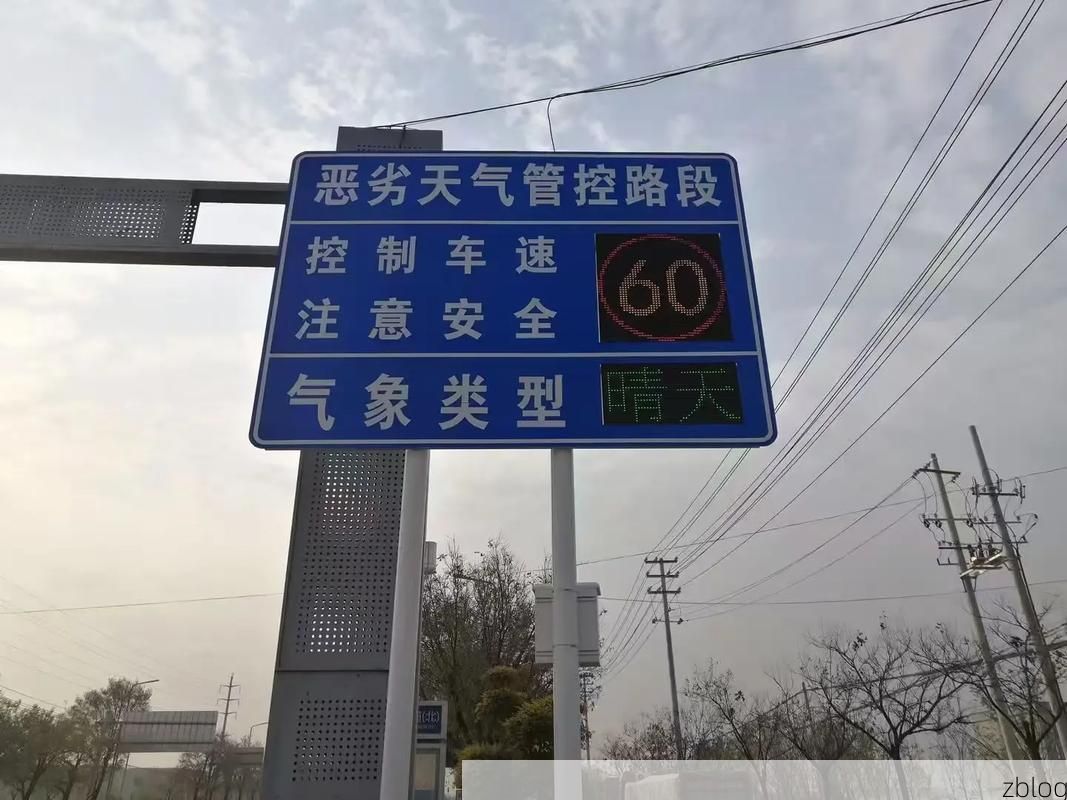 恶劣天气管控路段
控制车速
注意安全
60
气象类型 晴天
(北)
zblog